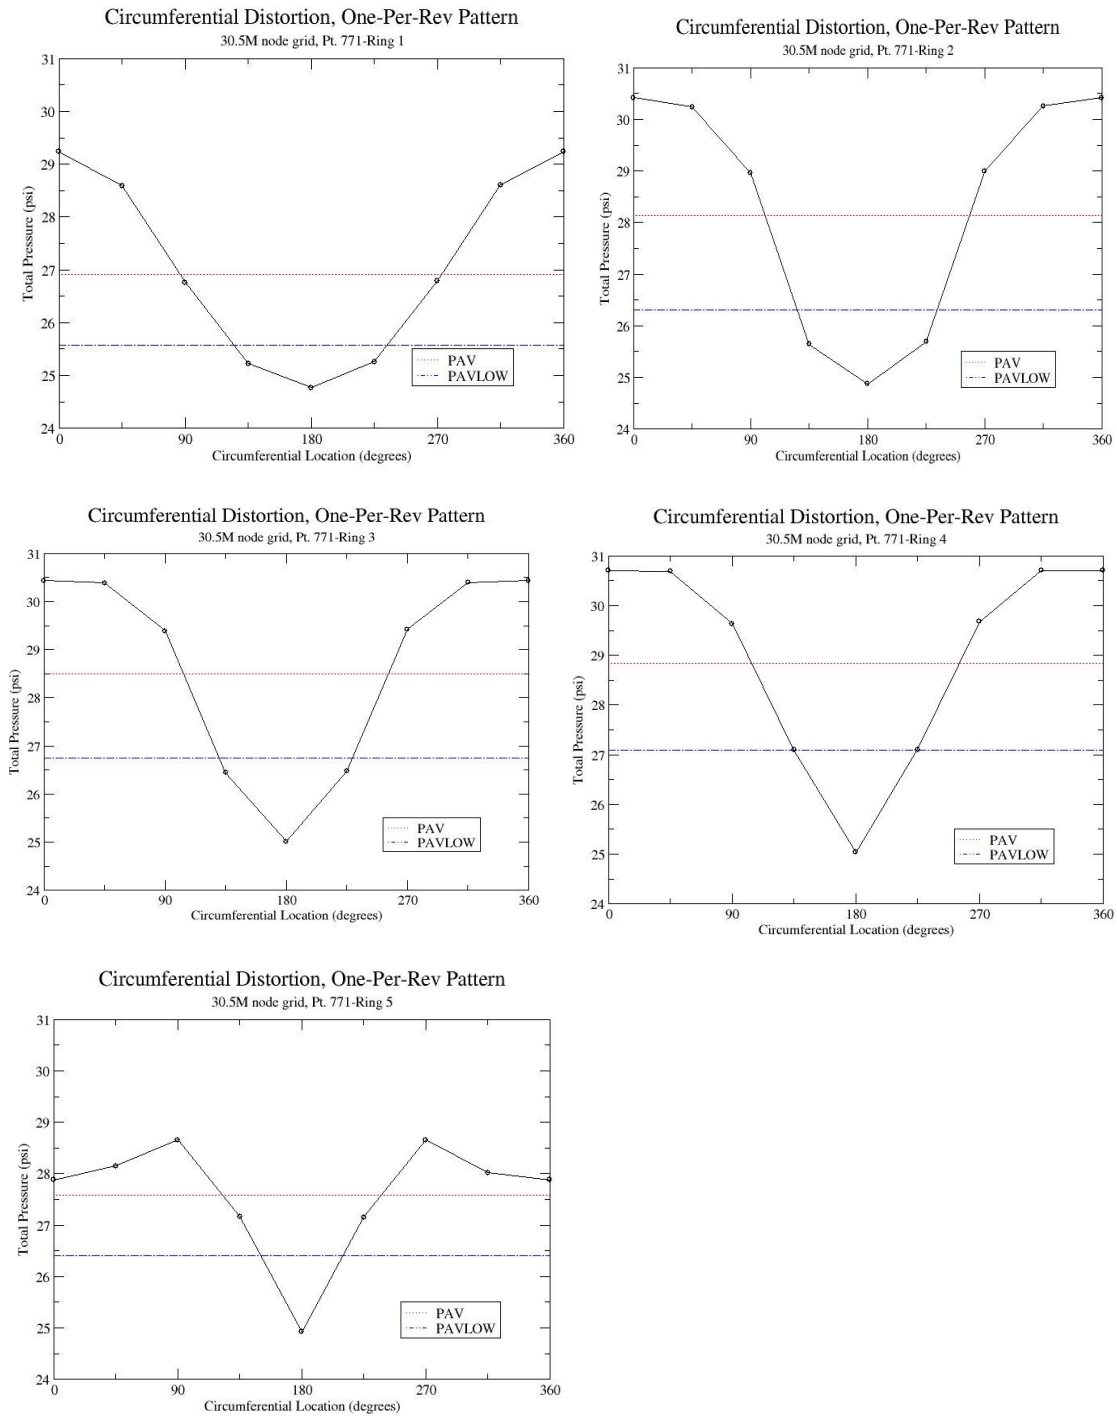 Circumferential Distortion, One-Per-Rev Pattern
30.5M node grid, Pt. 771-Ring 1
31
30
29
28
27
26
25
24
Total Pressure (psi)
PAV
PAVLOW
0 90 180 270 360
Circumferential Location (degrees)
Circumferential Distortion, One-Per-Rev Pattern
30.5M node grid, Pt. 771-Ring 2
31
30
29
28
27
26
25
24
Total Pressure (psi)
PAV
PAVLOW
0 90 180 270 360
Circumferential Location (degrees)
Circumferential Distortion, One-Per-Rev Pattern
30.5M node grid, Pt. 771-Ring 3
31
30
29
28
27
26
25
24
Total Pressure (psi)
PAV
PAVLOW
0 90 180 270 360
Circumferential Location (degrees)
Circumferential Distortion, One-Per-Rev Pattern
30.5M node grid, Pt. 771-Ring 4
31
30
29
28
27
26
25
24
Total Pressure (psi)
PAV
PAVLOW
0 90 180 270 360
Circumferential Location (degrees)
Circumferential Distortion, One-Per-Rev Pattern
30.5M node grid, Pt. 771-Ring 5
31
30
29
28
27
26
25
24
Total Pressure (psi)
PAV
PAVLOW
0 90 180 270 360
Circumferential Location (degrees)